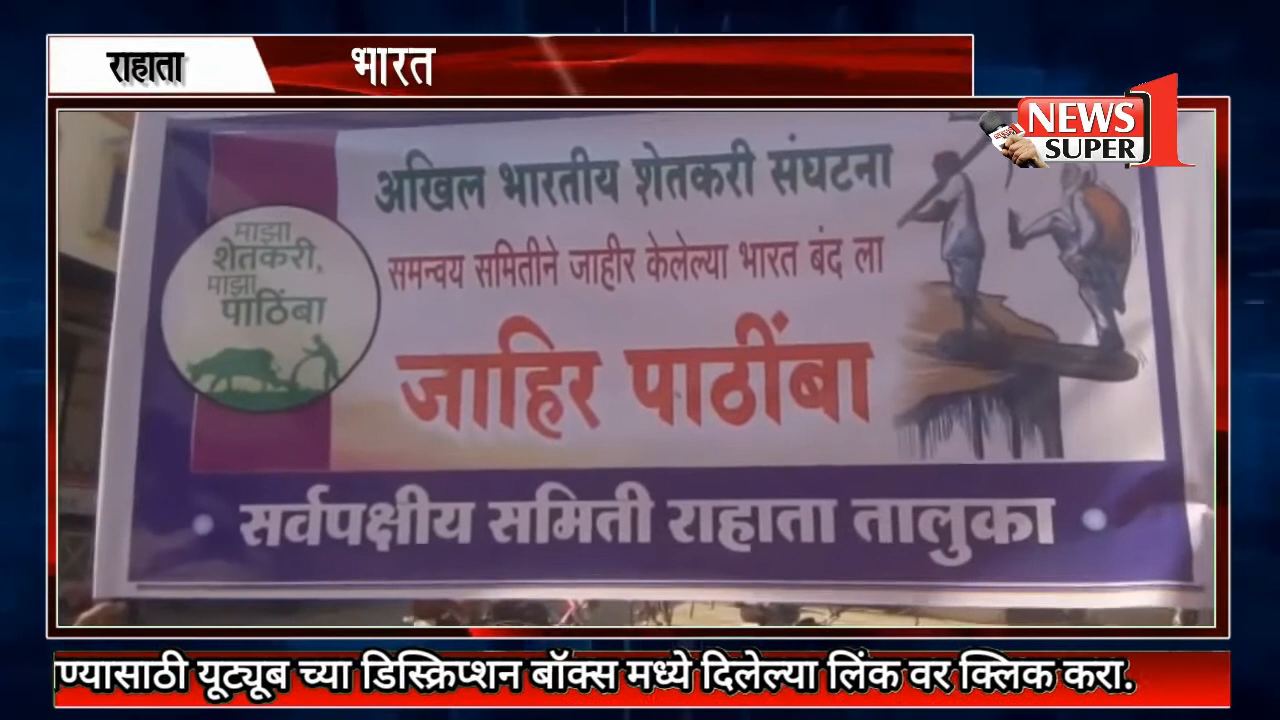 राहाता
भारत
NEWS
SUPER 1
अखिल भारतीय शेतकरी संघटना
समन्वय समितीने जाहीर केलेल्या भारत बंद ला
जाहिर पाठींबा
माझा
शेतकरी,
माझा
पाठिंबा
सर्वपक्षीय समिती राहाता तालुका
ण्यासाठी यूट्यूब च्या डिस्क्रिप्शन बॉक्स मध्ये दिलेल्या लिंक वर क्लिक करा.